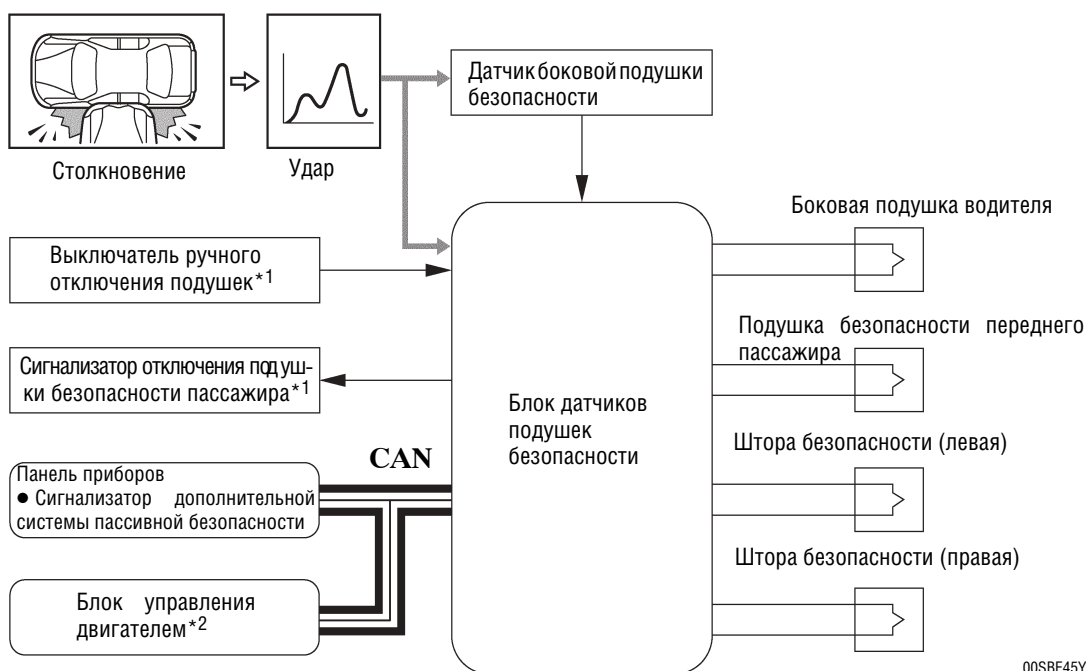 Столкновение
Удар
Датчик боковой подушки
безопасности
Выключатель ручного
отключения подушек*1
Сигнализатор отключения подуш-
ки безопасности пассажира*1
Панель приборов
● Сигнализатор дополнительной
системы пассивной безопасности
Блок управления
двигателем*2
CAN
Блок датчиков
подушек
безопасности
Боковая подушка водителя
Подушка безопасности переднего
пассажира
Штора безопасности (левая)
Штора безопасности (правая)
00SBF45Y